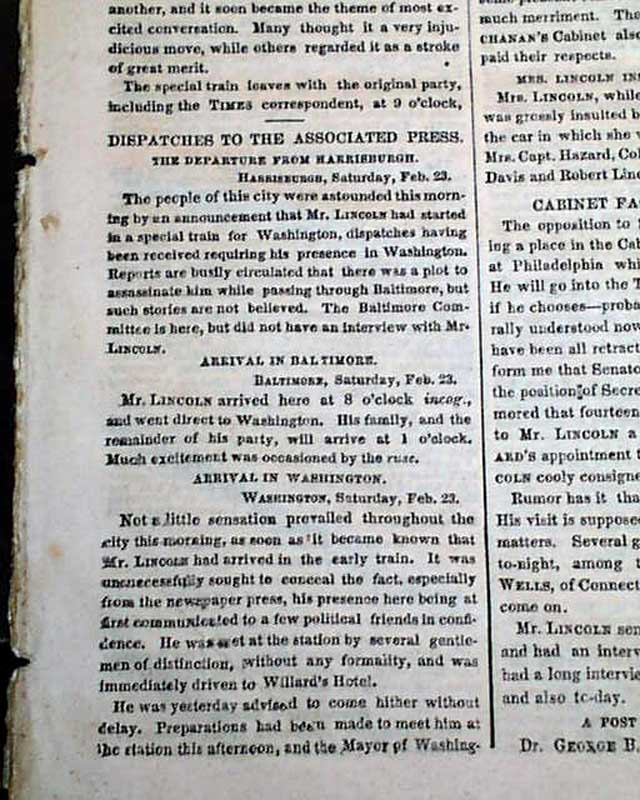 another, and it soon became the theme of most ex-
cited conversation. Many thought it a very inju-
dicious move, while others regarded it as a stroke
of great merit.
The special train leaves with the original party,
including the TIMES correspondent, at 9 o'clock,
DISPATCHES TO THE ASSOCIATED PRESS.
THE DEPARTURE FROM HARRISBURGH.
HARRISBURGH, Saturday, Feb. 23.
The people of this city were astounded this morn-
ing by an announcement that Mr. LINCOLN had started
in a special train for Washington, dispatches having
been received requiring his presence in Washington.
Reports are busily circulated that there was a plot to
assassinate him while passing through Baltimore, but
such stories are not believed. The Baltimore Com-
mittee is here, but did not have an interview with Mr.
LINCOLN.
ARRIVAL IN BALTIMORE.
BALTIMORE, Saturday, Feb. 23.
Mr. LINCOLN arrived here at 8 o'clock incog.,
and went direct to Washington. His family, and the
remainder of his party, will arrive at 1 o'clock.
Much excitement was occasioned by the ruse.
ARRIVAL IN WASHINGTON.
WASHINGTON, Saturday, Feb. 23.
Not a little sensation prevailed throughout the
city this morning, as soon as it became known that
Mr. LINCOLN had arrived in the early train. It was
unnecessfully sought to conceal the fact, especially
from the newspaper press, his presence here being at
first communicated to a few political friends in confi-
dence. He was met at the station by several gentle-
men of distinction, without any formality, and was
immediately driven to Willard's Hotel.
He was yesterday advised to come hither without
delay. Preparations had been made to meet him at
the station this afternoon, and the Mayor of Washing-
much merriment. Th
CHANAN'S Cabinet also
paid their respects.
MRS. LINCOLN IN
Mrs. LINCOLN, while
was grossly insulted b
the car in which she w
Mrs. Capt. Hazard, Col
Davis and Robert Linc
CABINET FA
The opposition to
ing a place in the Cab
at Philadelphia whi
He will go into the T
if he chooses—proba
rally understood now
have been all retract
form me that Senato
the position of Secre
mored that fourteen
to Mr. LINCOLN a
ARD'S appointment t
COLN cooly consigne
Rumor has it tha
His visit is suppose
matters. Several g
to-night, among t
WELLS, of Connect
come on.
Mr. LINCOLN sen
and had an interv
had a long intervie
and also to-day.
A POST
Dr. GEORGE B.